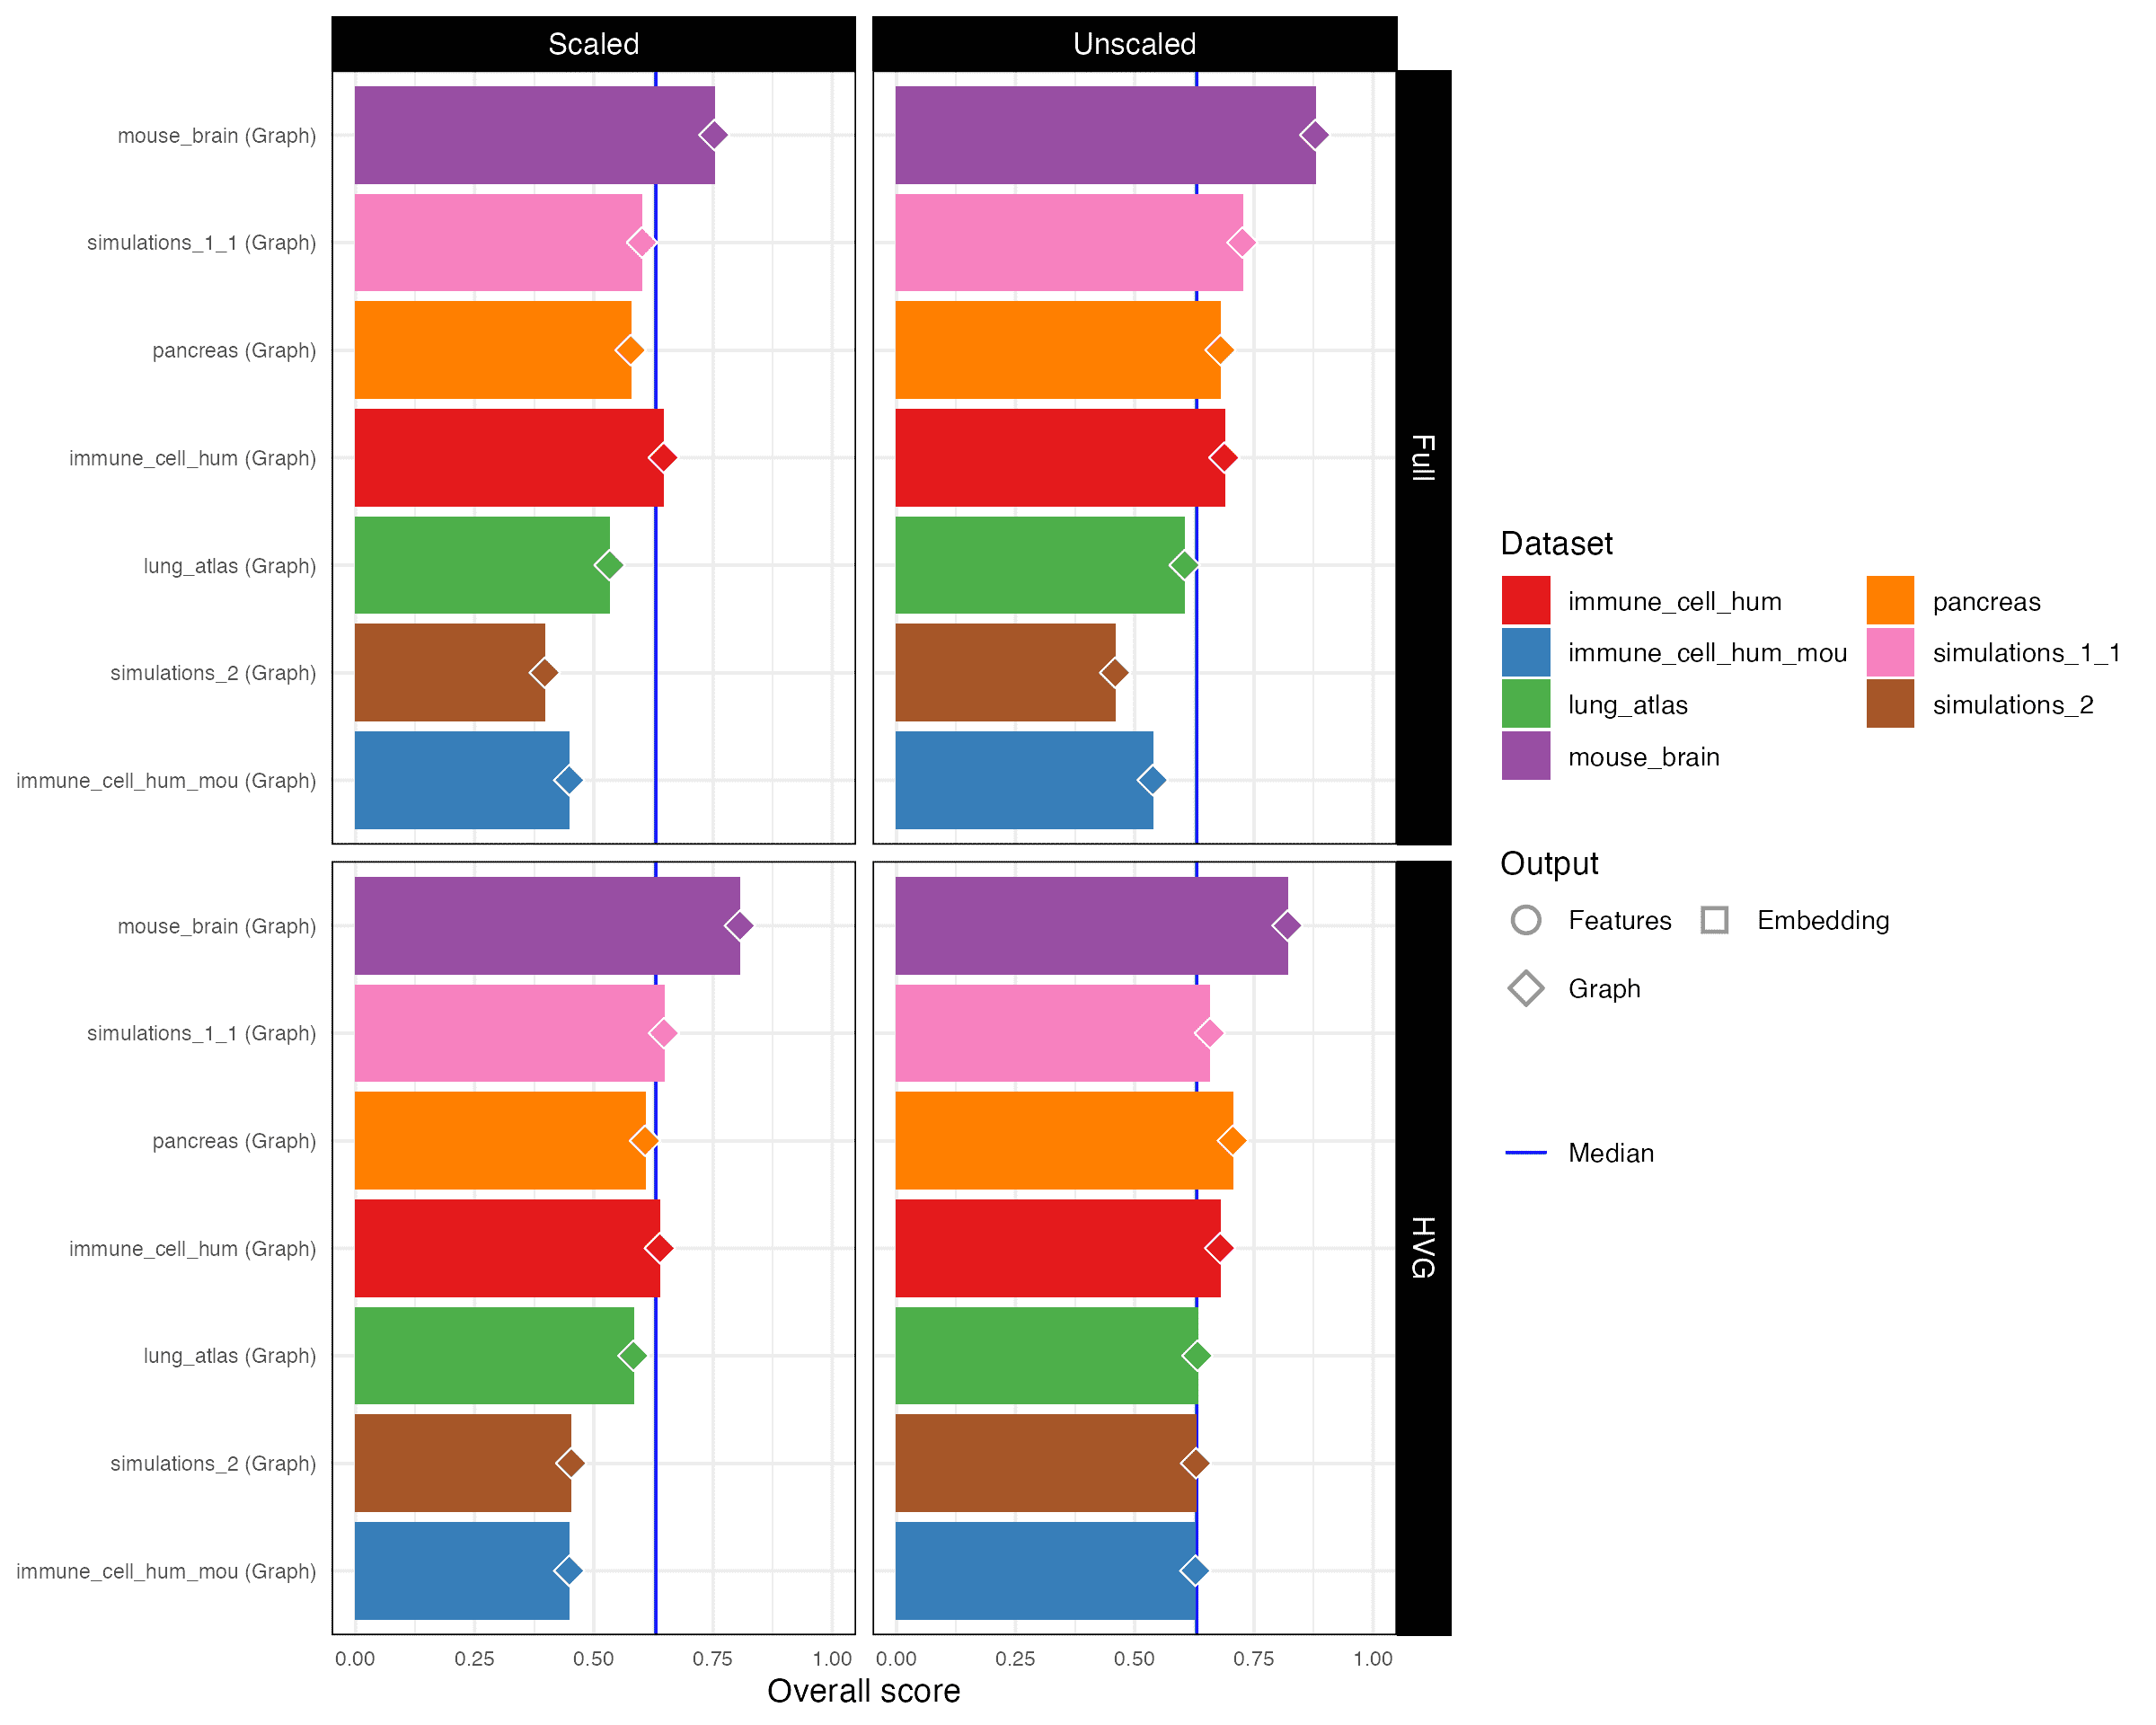 Scaled
Unscaled
mouse_brain (Graph)
simulations_1_1 (Graph)
pancreas (Graph)
immune_cell_hum (Graph)
lung_atlas (Graph)
simulations_2 (Graph)
immune_cell_hum_mou (Graph)
Full
mouse_brain (Graph)
simulations_1_1 (Graph)
pancreas (Graph)
immune_cell_hum (Graph)
lung_atlas (Graph)
simulations_2 (Graph)
immune_cell_hum_mou (Graph)
HVG
0.00 0.25 0.50 0.75 1.00 0.00 0.25 0.50 0.75 1.00
Overall score
Dataset
immune_cell_hum
immune_cell_hum_mou
lung_atlas
mouse_brain
pancreas
simulations_1_1
simulations_2
Output
Features Embedding
Graph
Median